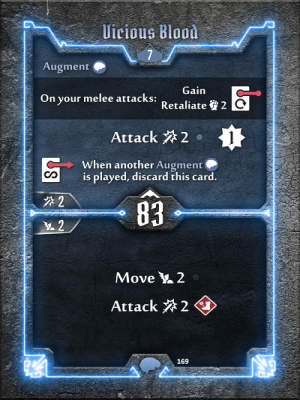 Vicious Blood
7
Augment
On your melee attacks: Gain
Retaliate 2
Attack 2
1
When another Augment
is played, discard this card.
2
83
2
Move 2
Attack 2
169